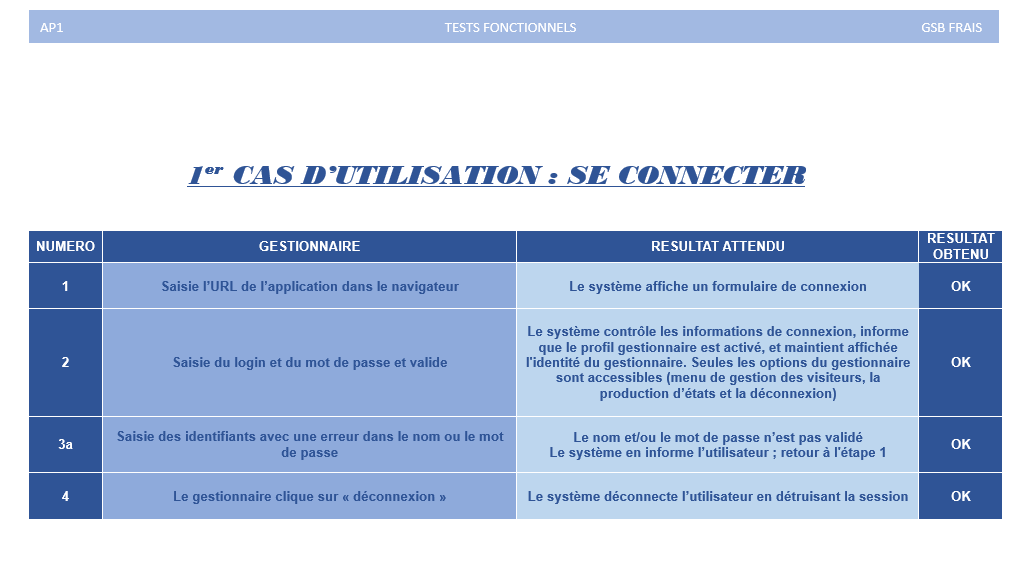 AP1 TESTS FONCTIONNELS GSB FRAIS
1er CAS D’UTILISATION : SE CONNECTER
NUMERO GESTIONNAIRE RESULTAT ATTENDU RESULTAT
OBTENU
1 Saisie l’URL de l’application dans le navigateur Le système affiche un formulaire de connexion OK
2 Saisie du login et du mot de passe et valide
Le système contrôle les informations de connexion, informe
que le profil gestionnaire est activé, et maintient affichée
l'identité du gestionnaire. Seules les options du gestionnaire
sont accessibles (menu de gestion des visiteurs, la
production d’états et la déconnexion)
OK
3a
Saisie des identifiants avec une erreur dans le nom ou le mot
de passe
Le nom et/ou le mot de passe n’est pas validé
Le système en informe l’utilisateur ; retour à l'étape 1
OK
4 Le gestionnaire clique sur « déconnexion » Le système déconnecte l’utilisateur en détruisant la session OK